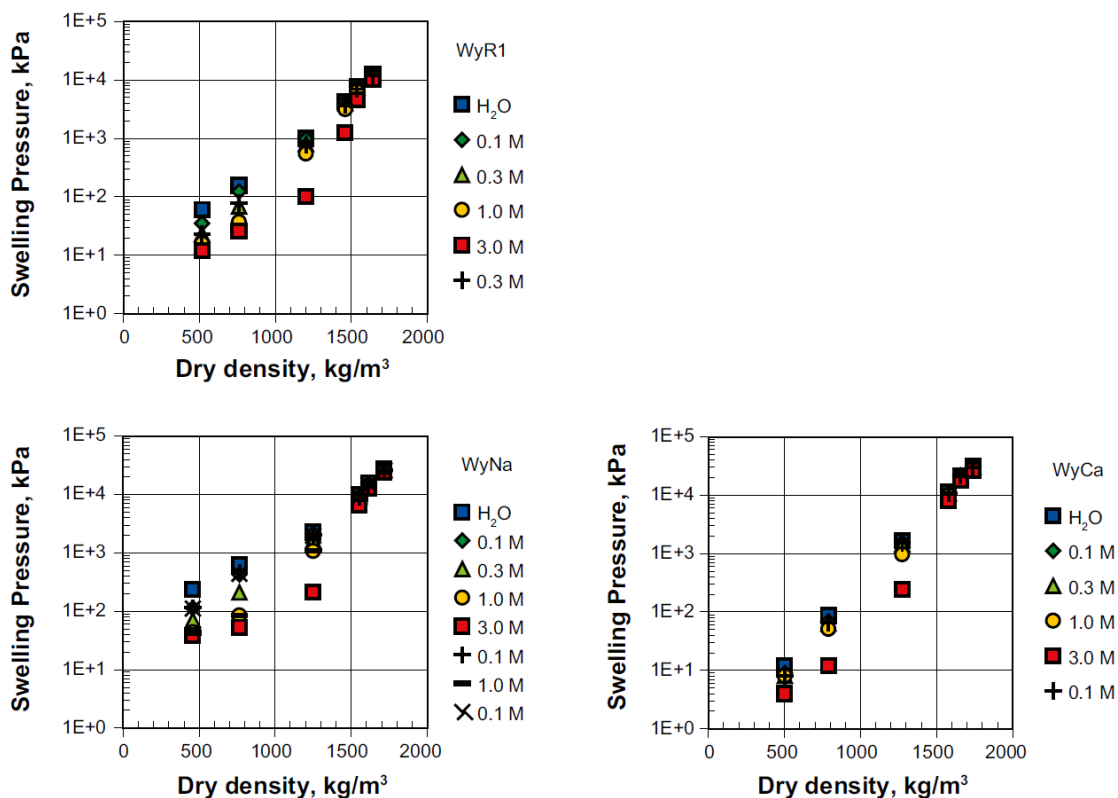 WyR1
Swelling Pressure, kPa
1E+5
1E+4
1E+3
1E+2
1E+1
1E+0
0 500 1000 1500 2000
Dry density, kg/m³
H₂O
0.1 M
0.3 M
1.0 M
3.0 M
0.3 M
WyNa
Swelling Pressure, kPa
1E+5
1E+4
1E+3
1E+2
1E+1
1E+0
0 500 1000 1500 2000
Dry density, kg/m³
H₂O
0.1 M
0.3 M
1.0 M
3.0 M
0.1 M
1.0 M
0.1 M
WyCa
Swelling Pressure, kPa
1E+5
1E+4
1E+3
1E+2
1E+1
1E+0
0 500 1000 1500 2000
Dry density, kg/m³
H₂O
0.1 M
0.3 M
1.0 M
3.0 M
0.1 M